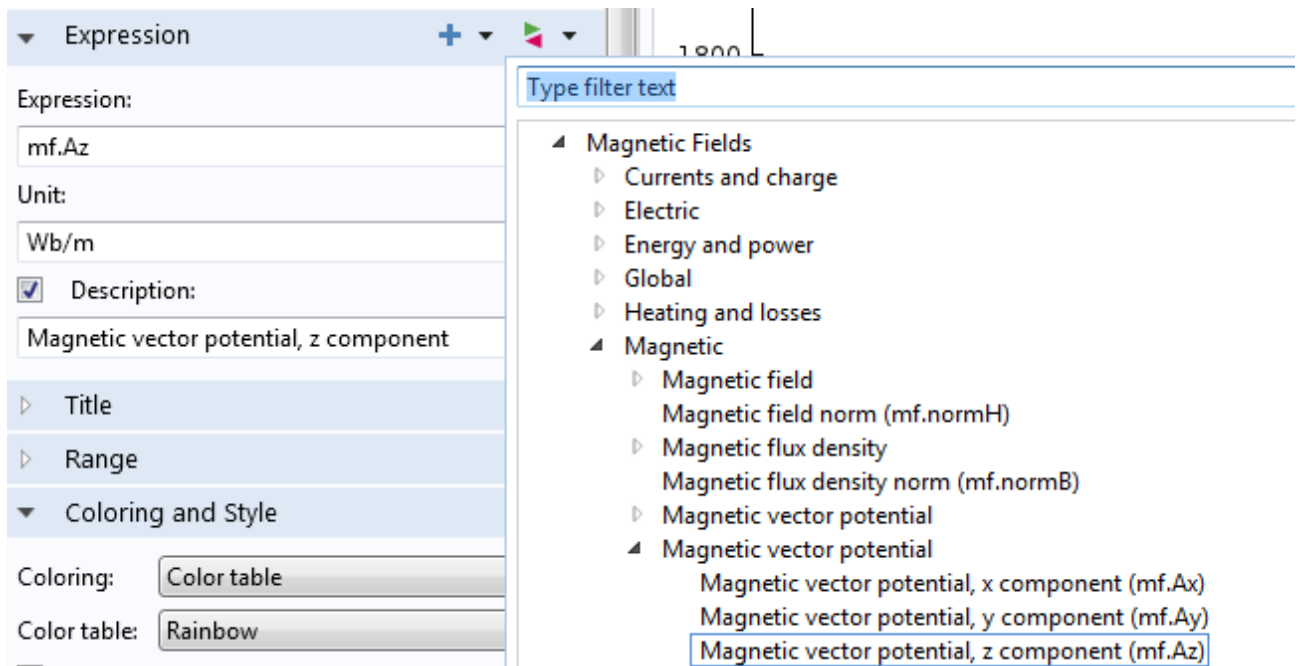 Expression
Expression:
mf.Az
Unit:
Wb/m
Description:
Magnetic vector potential, z component
Title
Range
Coloring and Style
Coloring: Color table
Color table: Rainbow
1800
Type filter text
Magnetic Fields
Currents and charge
Electric
Energy and power
Global
Heating and losses
Magnetic
Magnetic field
Magnetic field norm (mf.normH)
Magnetic flux density
Magnetic flux density norm (mf.normB)
Magnetic vector potential
Magnetic vector potential
Magnetic vector potential, x component (mf.Ax)
Magnetic vector potential, y component (mf.Ay)
Magnetic vector potential, z component (mf.Az)